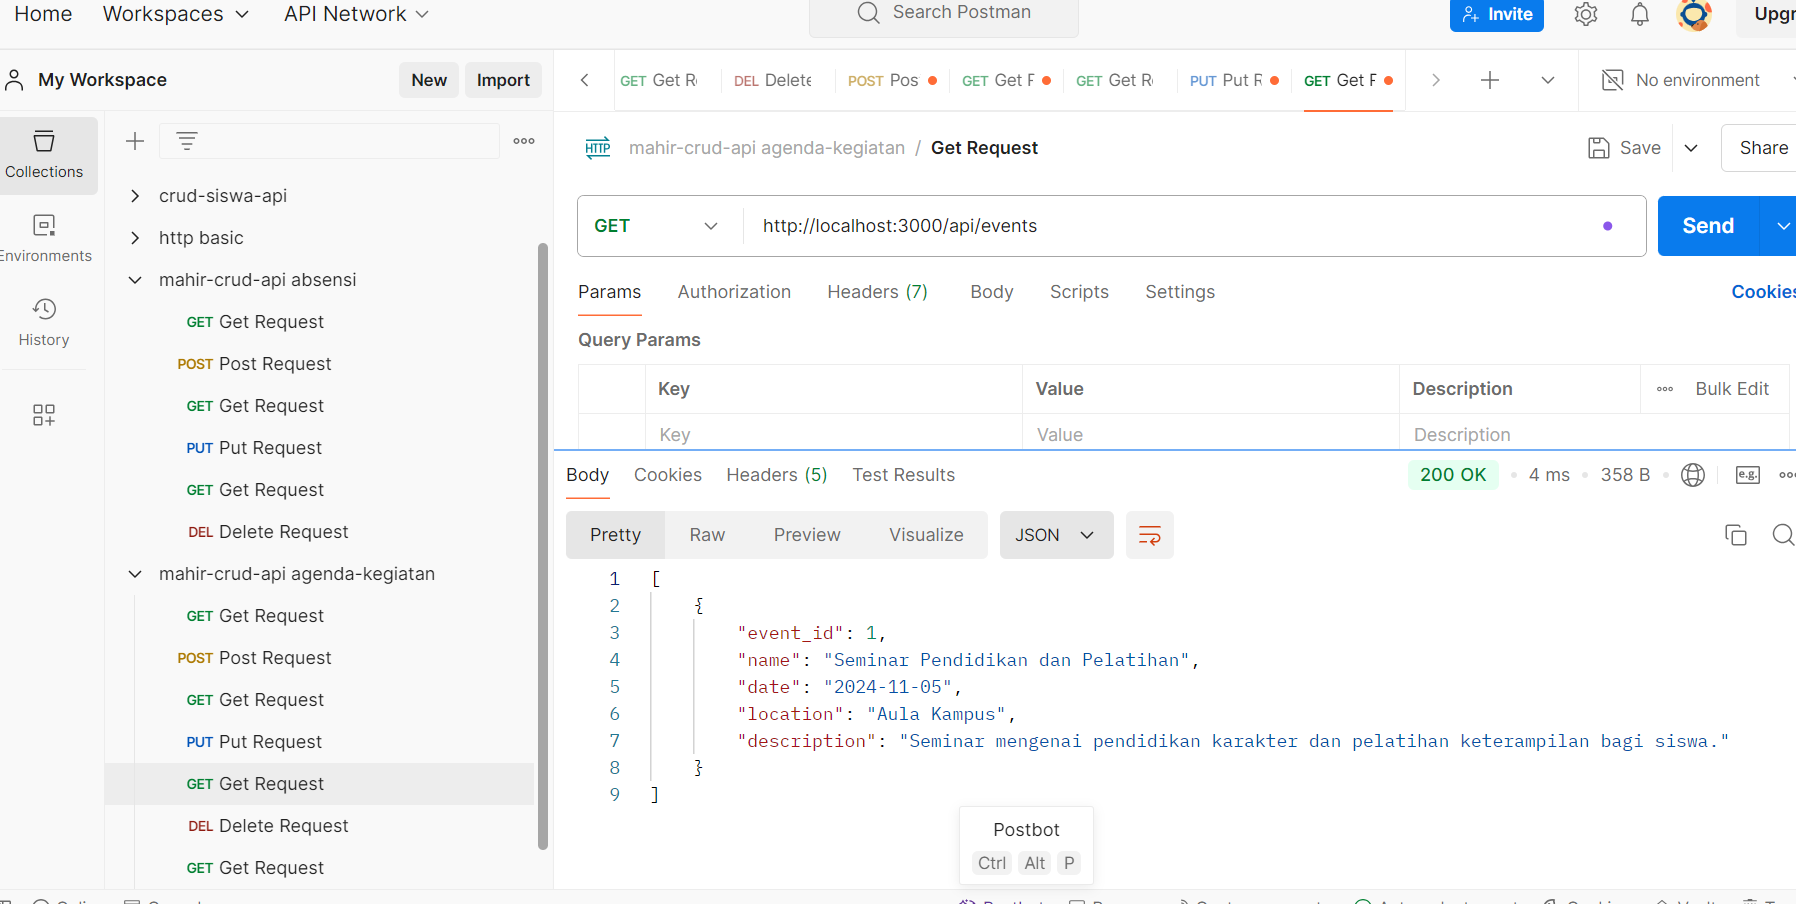 Home Workspaces API Network Search Postman Invite
My Workspace New Import GET Get R DEL Delete POST Pos GET Get F GET Get R PUT Put R GET Get F No environment
Collections
Environments
History
crud-siswa-api
http basic
mahir-crud-api absensi
GET Get Request
POST Post Request
GET Get Request
PUT Put Request
GET Get Request
DEL Delete Request
mahir-crud-api agenda-kegiatan
GET Get Request
POST Post Request
GET Get Request
PUT Put Request
GET Get Request
DEL Delete Request
GET Get Request
HTTP mahir-crud-api agenda-kegiatan / Get Request Save Share
GET http://localhost:3000/api/events Send
Params Authorization Headers (7) Body Scripts Settings Cookies
Query Params
Key Value Description Bulk Edit
Key Value Description
Body Cookies Headers (5) Test Results 200 OK 4 ms 358 B e.g.
Pretty Raw Preview Visualize JSON
1 [
2 {
3 "event_id": 1,
4 "name": "Seminar Pendidikan dan Pelatihan",
5 "date": "2024-11-05",
6 "location": "Aula Kampus",
7 "description": "Seminar mengenai pendidikan karakter dan pelatihan keterampilan bagi siswa."
8 }
9 ]
Postbot
Ctrl Alt P